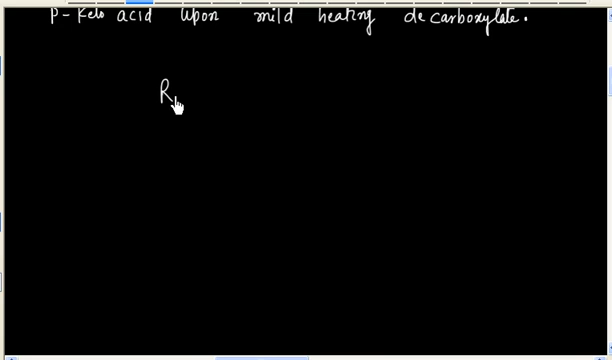 β-Keto acid upon mild heating decarboxylate.
R